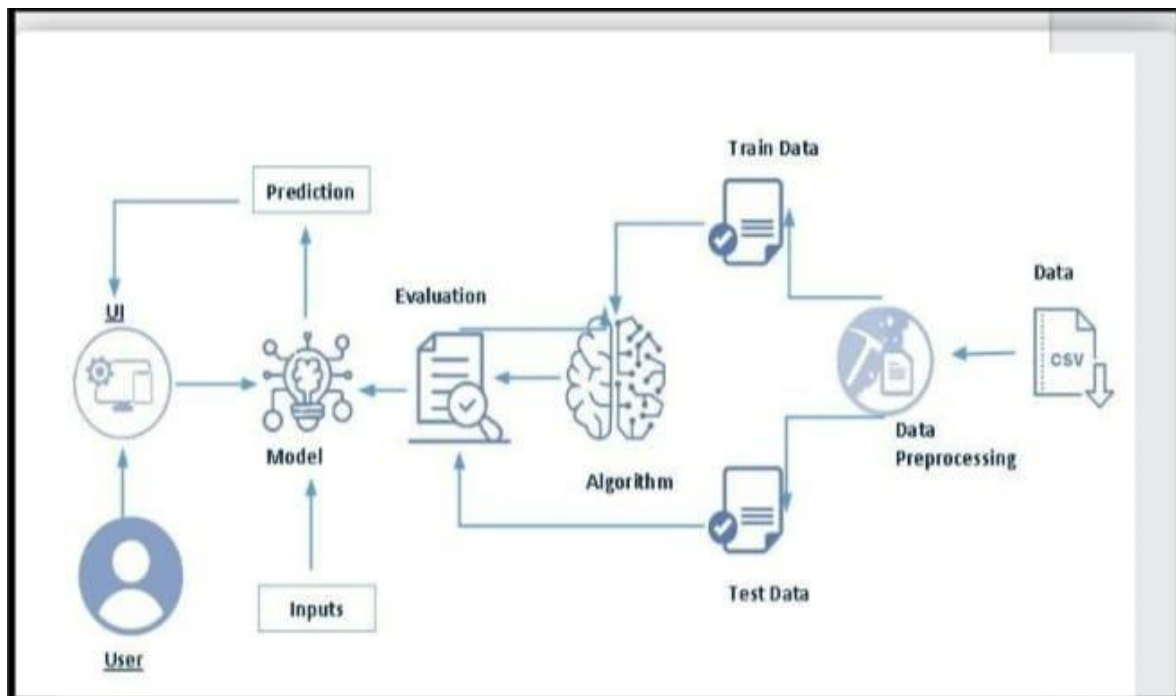 Train Data
Prediction
Data
Evaluation
UI
CSV
Data
Preprocessing
Model
Algorithm
Test Data
Inputs
User